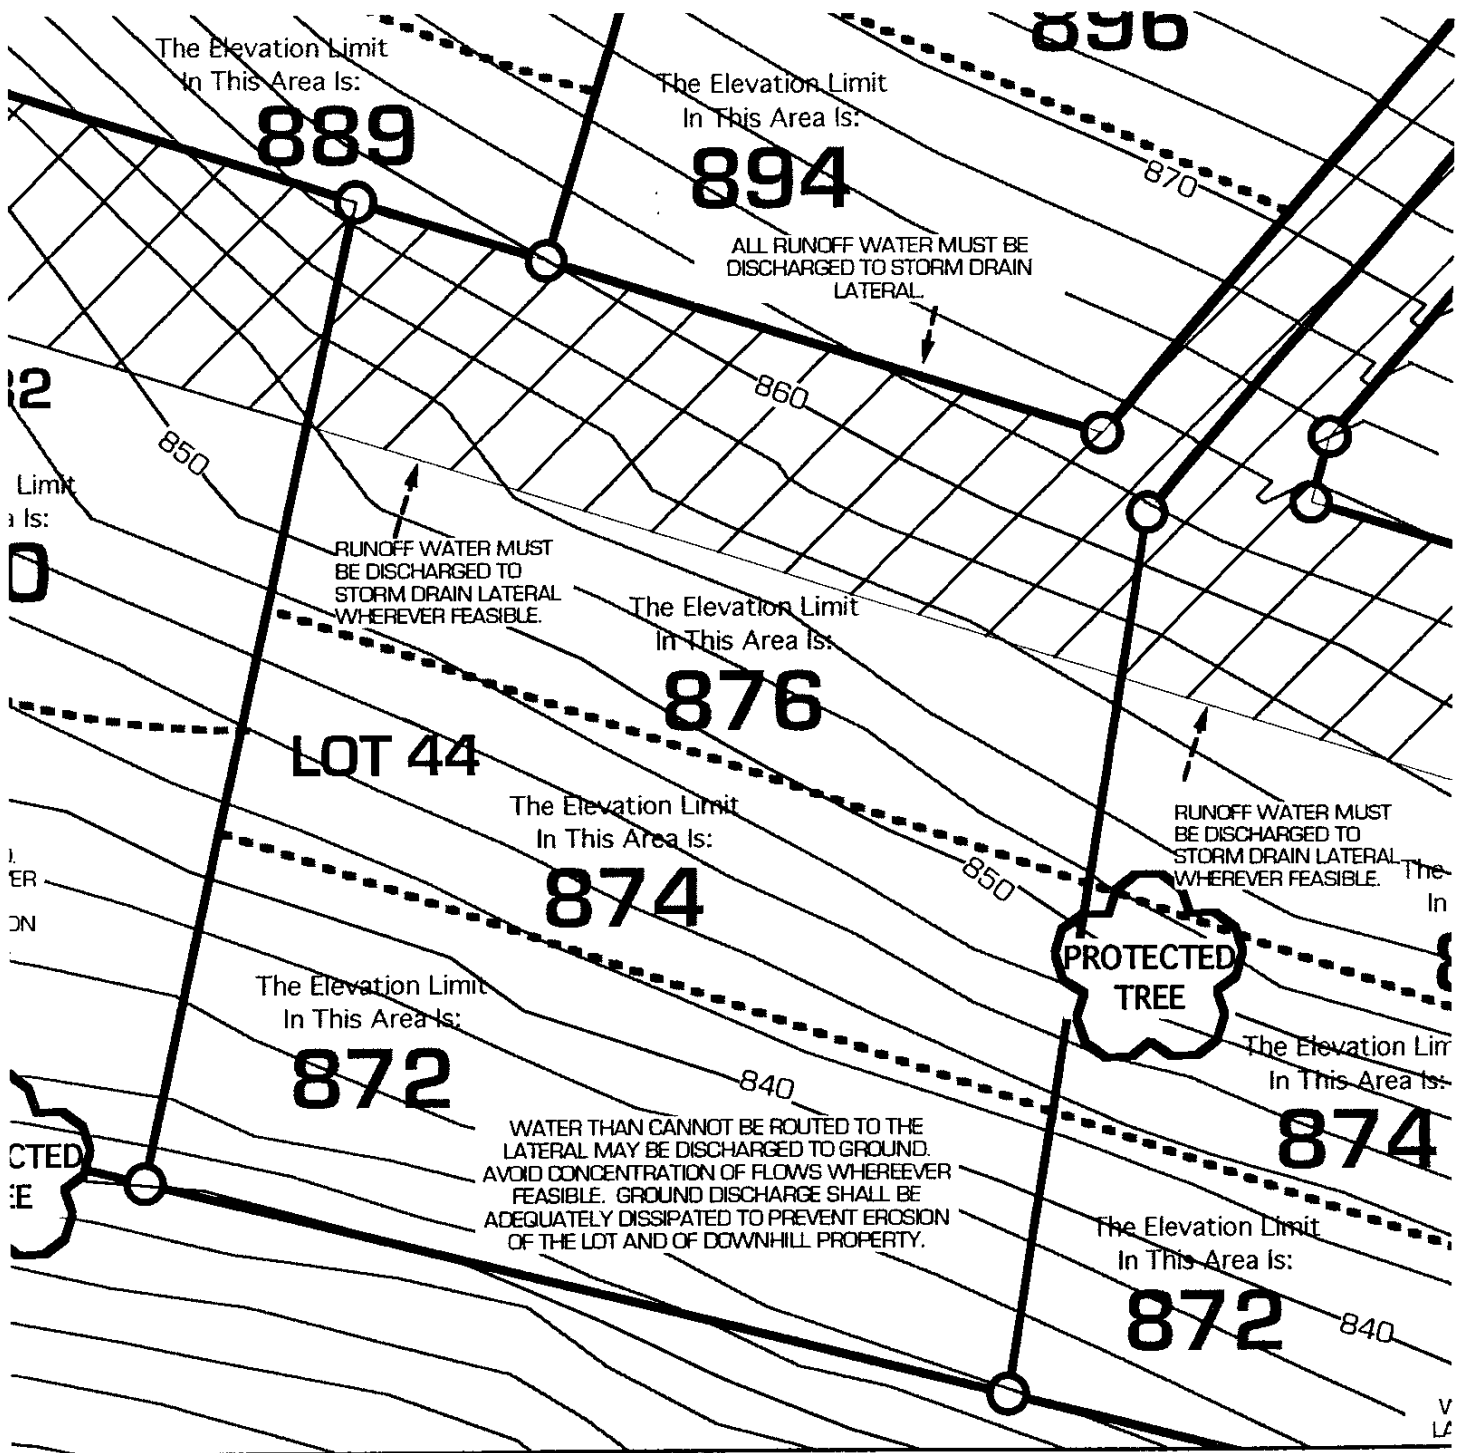 896
The Elevation Limit
In This Area Is:
889
The Elevation Limit
In This Area Is:
894
870
ALL RUNOFF WATER MUST BE
DISCHARGED TO STORM DRAIN
LATERAL.
860
850
Limit
Is:
RUNOFF WATER MUST
BE DISCHARGED TO
STORM DRAIN LATERAL
WHEREVER FEASIBLE.
The Elevation Limit
In This Area Is:
876
LOT 44
The Elevation Limit
In This Area Is:
874
850
RUNOFF WATER MUST
BE DISCHARGED TO
STORM DRAIN LATERAL
WHEREVER FEASIBLE.
The
In
PROTECTED
TREE
The Elevation Limit
In This Area Is:
872
840
WATER THAN CANNOT BE ROUTED TO THE
LATERAL MAY BE DISCHARGED TO GROUND.
AVOID CONCENTRATION OF FLOWS WHEREEVER
FEASIBLE. GROUND DISCHARGE SHALL BE
ADEQUATELY DISSIPATED TO PREVENT EROSION
OF THE LOT AND OF DOWNHILL PROPERTY.
The Elevation Lim
In This Area Is:
874
The Elevation Limit
In This Area Is:
872
840
CTED
EE